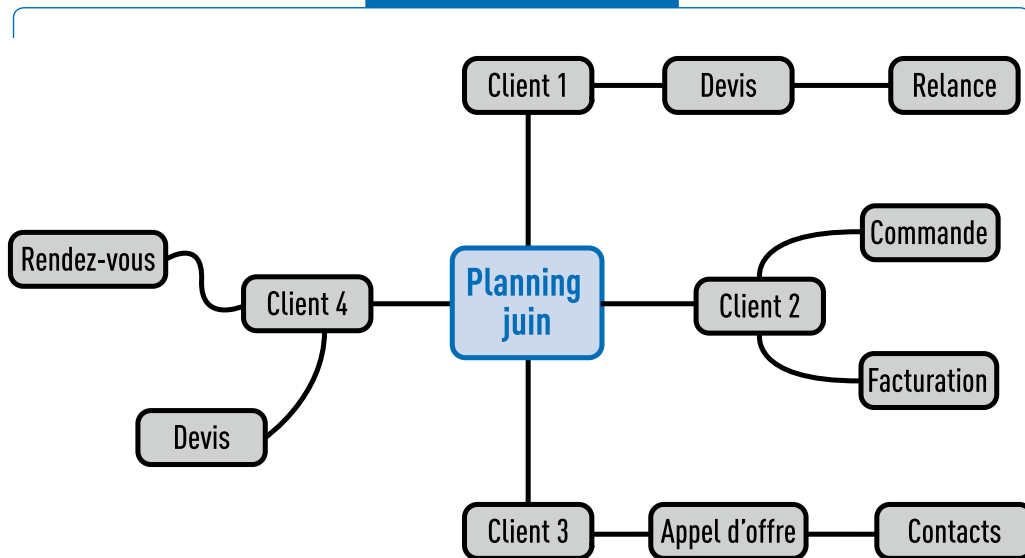 Client 1
Devis
Relance
Commande
Rendez-vous
Client 4
Planning
juin
Client 2
Facturation
Devis
Client 3
Appel d'offre
Contacts